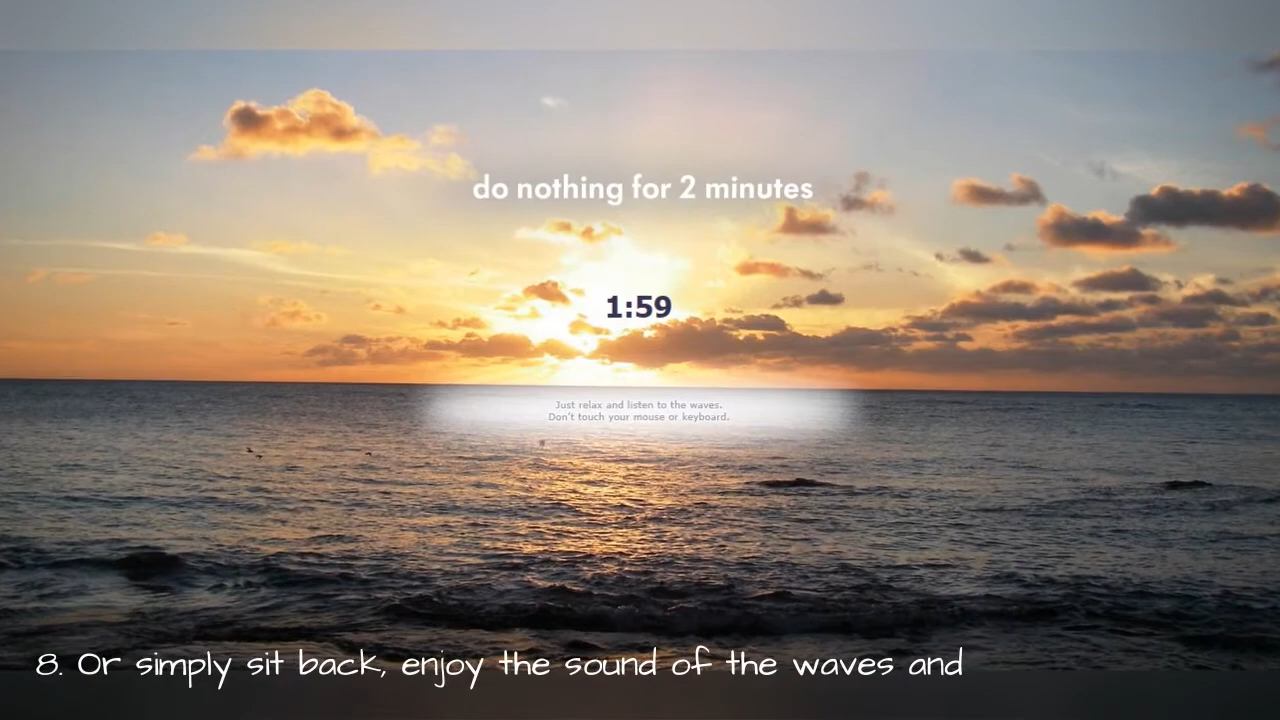 do nothing for 2 minutes
1:59
Just relax and listen to the waves.
Don't touch your mouse or keyboard.
8. Or simply sit back, enjoy the sound of the waves and